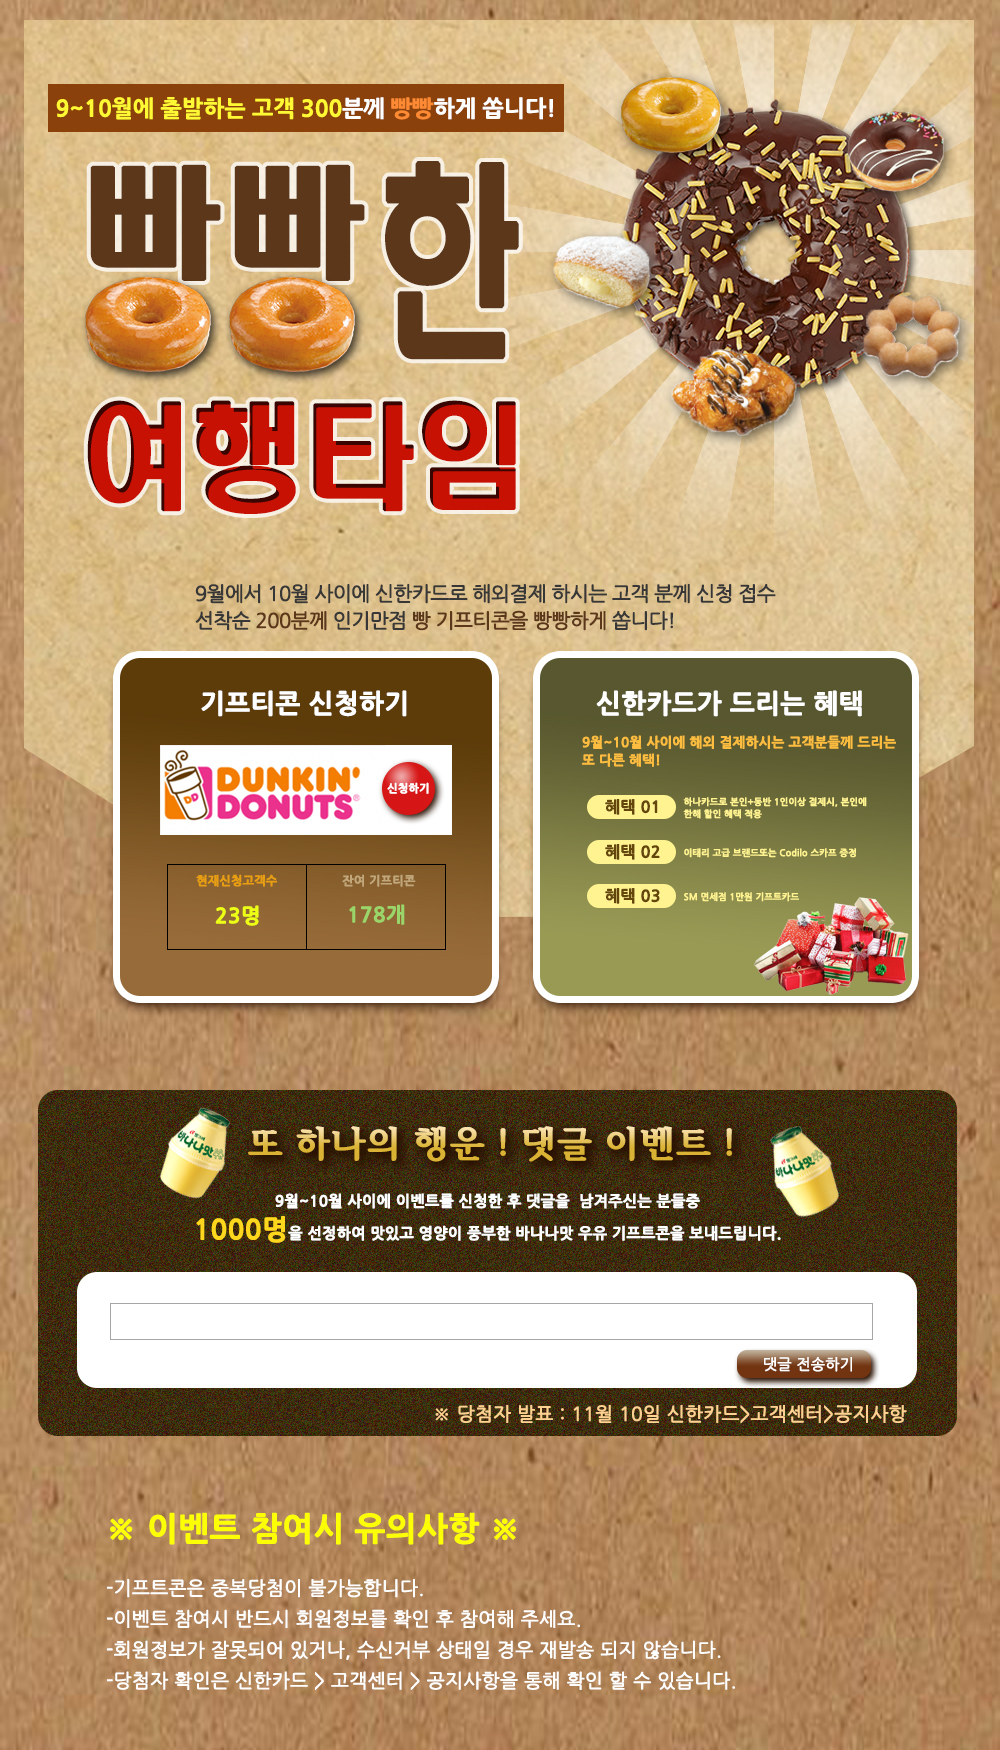 9~10월에 출발하는 고객 300분께 빵빵하게 쏩니다!
빵빵한
여행타임
9월에서 10월 사이에 신한카드로 해외결제 하시는 고객 분께 신청 접수
선착순 200분께 인기만점 빵 기프티콘을 빵빵하게 쏩니다!
기프티콘 신청하기
DUNKIN'
DONUTS®
DD
신청하기
현재신청고객수
잔여 기프티콘
23명
178개
신한카드가 드리는 혜택
9월~10월 사이에 해외 결제하시는 고객분들께 드리는
또 다른 혜택!
혜택 01
하나카드로 본인+동반 1인이상 결제시, 본인에
한해 할인 혜택 적용
혜택 02
이태리 고급 브랜드또는 Codilo 스카프 증정
혜택 03
SM 면세점 1만원 기프트카드
또 하나의 행운 ! 댓글 이벤트 !
바나나맛
바나나맛
9월~10월 사이에 이벤트를 신청한 후 댓글을 남겨주신는 분들중
1000명을 선정하여 맛있고 영양이 풍부한 바나나맛 우유 기프트콘을 보내드립니다.
댓글 전송하기
※ 당첨자 발표 : 11월 10일 신한카드>고객센터>공지사항
※ 이벤트 참여시 유의사항 ※
-기프트콘은 중복당첨이 불가능합니다.
-이벤트 참여시 반드시 회원정보를 확인 후 참여해 주세요.
-회원정보가 잘못되어 있거나, 수신거부 상태일 경우 재발송 되지 않습니다.
-당첨자 확인은 신한카드 > 고객센터 > 공지사항을 통해 확인 할 수 있습니다.